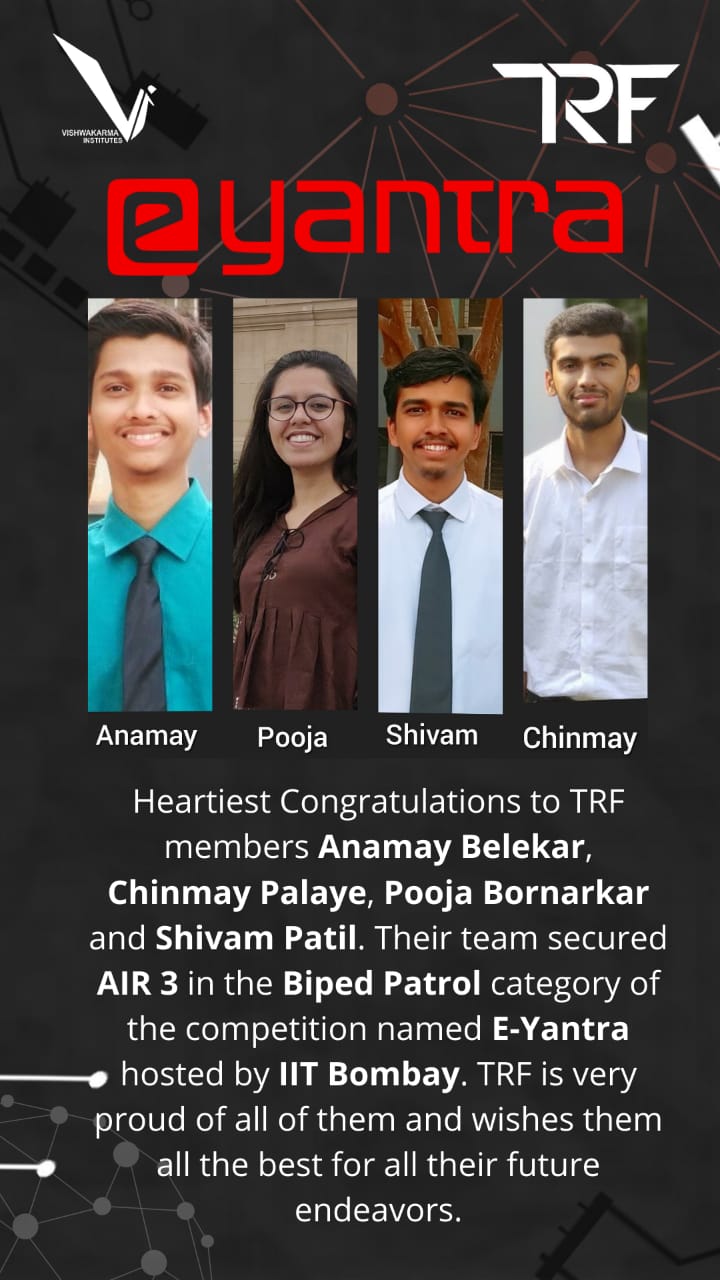 VISHWAKARMA
INSTITUTES
TRF
e yantra
Anamay
Pooja
Shivam
Chinmay
Heartiest Congratulations to TRF
members Anamay Belekar,
Chinmay Palaye, Pooja Bornarkar
and Shivam Patil. Their team secured
AIR 3 in the Biped Patrol category of
the competition named E-Yantra
hosted by IIT Bombay. TRF is very
proud of all of them and wishes them
all the best for all their future
endeavors.